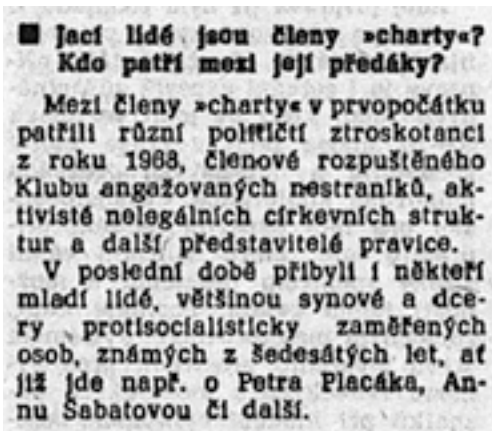 ■ Jací lidé jsou členy »charty«?
Kdo patří mezi její předáky?
Mezi členy »charty« v prvopočátku
patřili různí političtí ztroskotanci
z roku 1968, členové rozpuštěného
Klubu angažovaných nestraníků, ak-
tivisté nelegálních církevních struk-
tur a další představitelé pravice.
V poslední době přibyli i někteří
mladí lidé, většinou synové a dce-
ry protisocialisticky zaměřených
osob, známých z šedesátých let, ať
již jde např. o Petra Placáka, An-
nu Šabatovou či další.